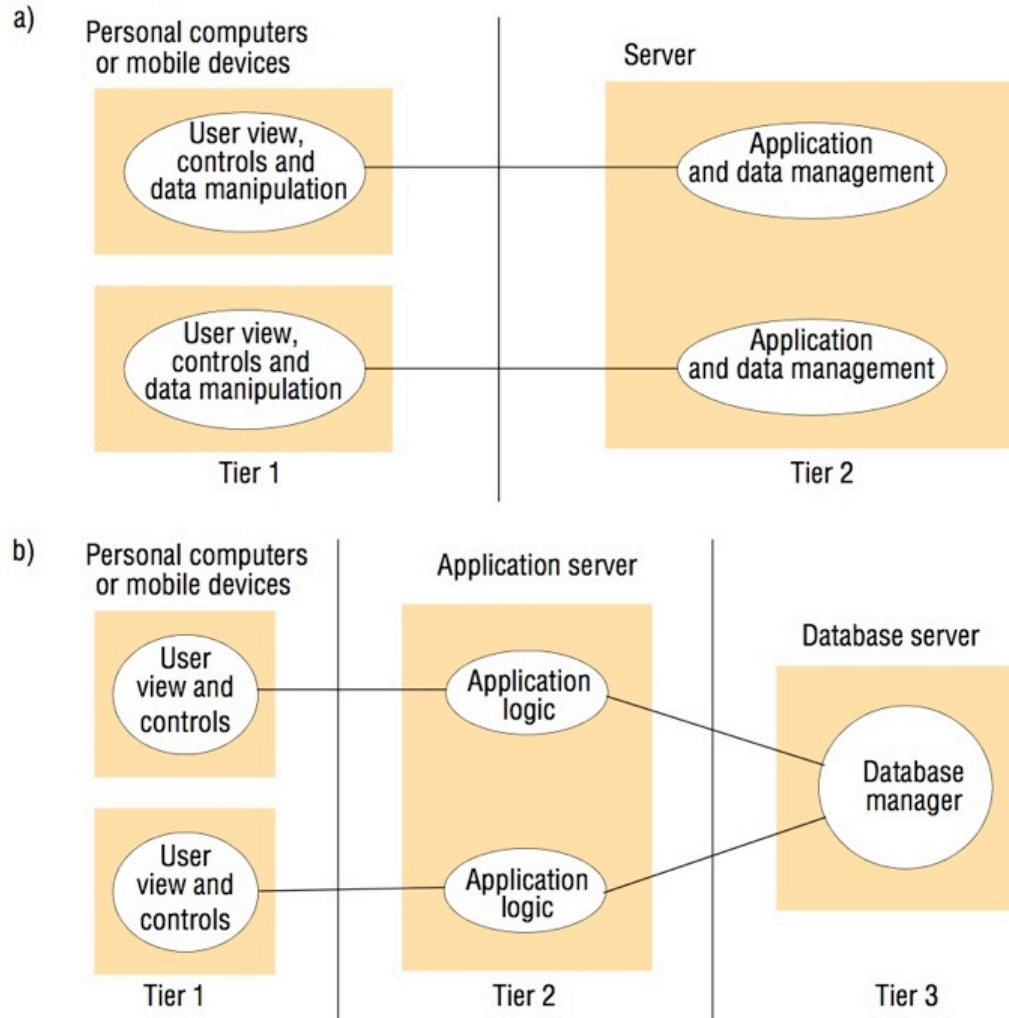 a)
Personal computers
or mobile devices
Server
User view,
controls and
data manipulation
Application
and data management
User view,
controls and
data manipulation
Application
and data management
Tier 1
Tier 2
b)
Personal computers
or mobile devices
Application server
Database server
User
view and
controls
Application
logic
Database
manager
User
view and
controls
Application
logic
Tier 1
Tier 2
Tier 3